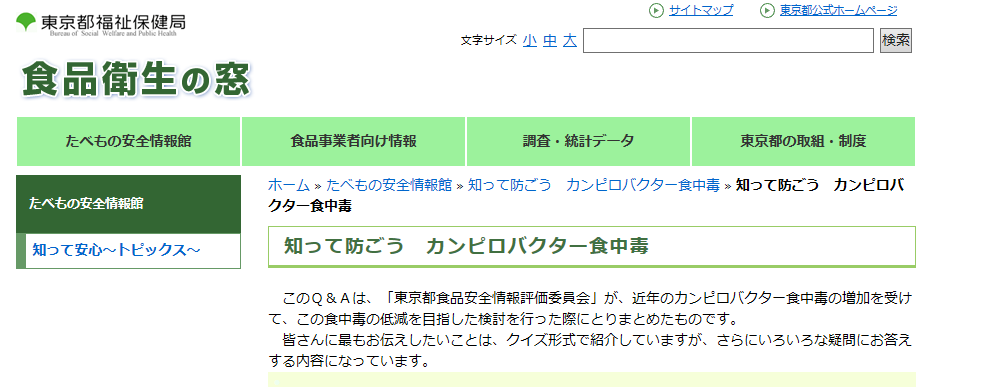 東京都福祉保健局
Bureau of Social Welfare and Public Health
サイトマップ
東京都公式ホームページ
文字サイズ 小 中 大
検索
食品衛生の窓
たべもの安全情報館
食品事業者向け情報
調査・統計データ
東京都の取組・制度
たべもの安全情報館
知って安心～トピックス～
ホーム » たべもの安全情報館 » 知って防ごう　カンピロバクター食中毒 » 知って防ごう　カンピロバ
クター食中毒
知って防ごう　カンピロバクター食中毒
　このＱ＆Ａは、「東京都食品安全情報評価委員会」が、近年のカンピロバクター食中毒の増加を受け
て、この食中毒の低減を目指した検討を行った際にとりまとめたものです。
　皆さんに最もお伝えしたいことは、クイズ形式で紹介していますが、さらにいろいろな疑問にお答え
する内容になっています。